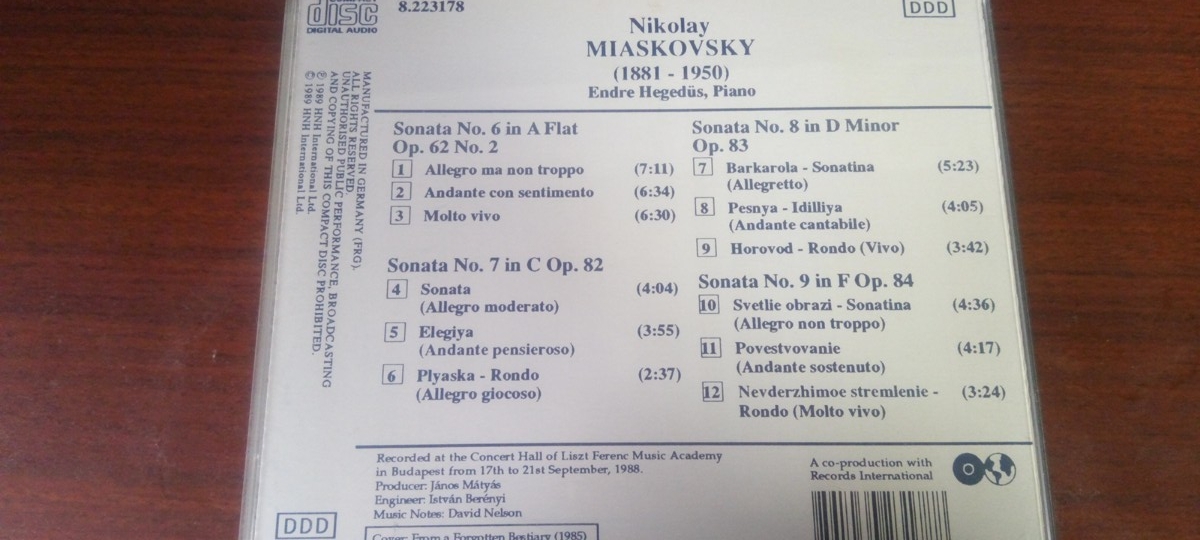 COMPACT
disc
DIGITAL AUDIO
8.223178
DDD
Nikolay
MIASKOVSKY
(1881 - 1950)
Endre Hegedüs, Piano
MANUFACTURED IN GERMANY (FRG).
ALL RIGHTS RESERVED.
UNAUTHORISED PUBLIC PERFORMANCE, BROADCASTING
AND COPYING OF THIS COMPACT DISC PROHIBITED.
℗ 1989 HNH International Ltd.
© 1989 HNH International Ltd.
Sonata No. 6 in A Flat
Op. 62 No. 2
1 Allegro ma non troppo (7:11)
2 Andante con sentimento (6:34)
3 Molto vivo (6:30)
Sonata No. 7 in C Op. 82
4 Sonata (4:04)
(Allegro moderato)
5 Elegiya (3:55)
(Andante pensieroso)
6 Plyaska - Rondo (2:37)
(Allegro giocoso)
Sonata No. 8 in D Minor
Op. 83
7 Barkarola - Sonatina (5:23)
(Allegretto)
8 Pesnya - Idilliya (4:05)
(Andante cantabile)
9 Horovod - Rondo (Vivo) (3:42)
Sonata No. 9 in F Op. 84
10 Svetlie obrazi - Sonatina (4:36)
(Allegro non troppo)
11 Povestvovanie (4:17)
(Andante sostenuto)
12 Nevderzhimoe stremlenie - (3:24)
Rondo (Molto vivo)
Recorded at the Concert Hall of Liszt Ferenc Music Academy
in Budapest from 17th to 21st September, 1988.
Producer: János Mátyás
Engineer: István Berényi
Music Notes: David Nelson
A co-production with
Records International
DDD
Cover: From a Forgotten Bestiary (1985)